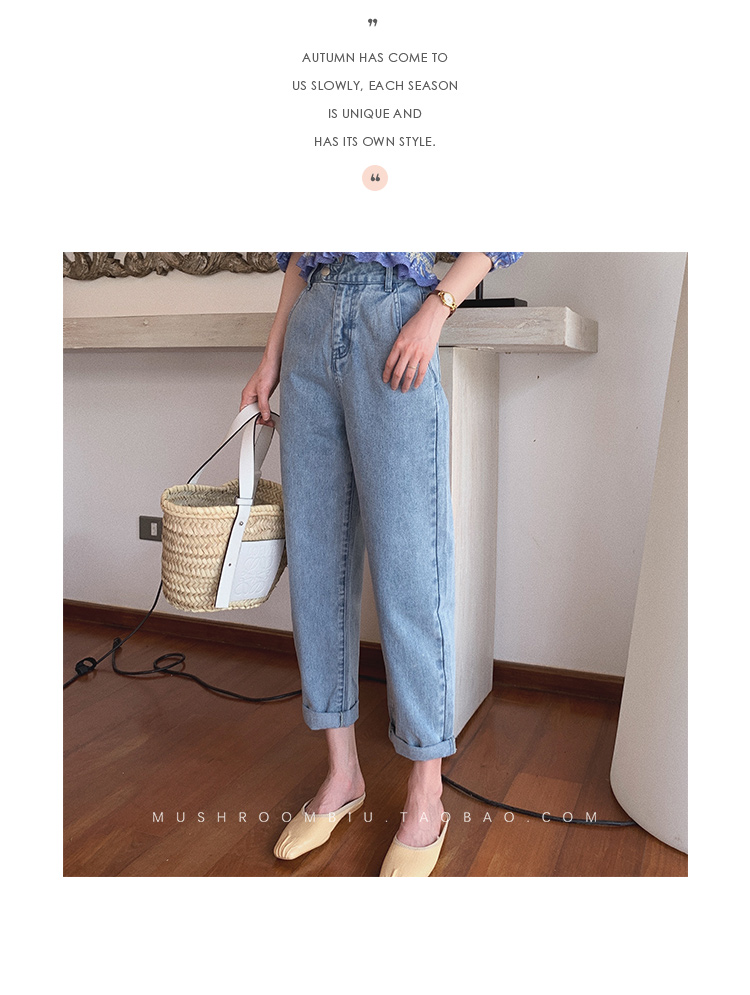 ”
AUTUMN HAS COME TO
US SLOWLY, EACH SEASON
IS UNIQUE AND
HAS ITS OWN STYLE.
“
MUSHROOMBIU.TAOBAO.COM